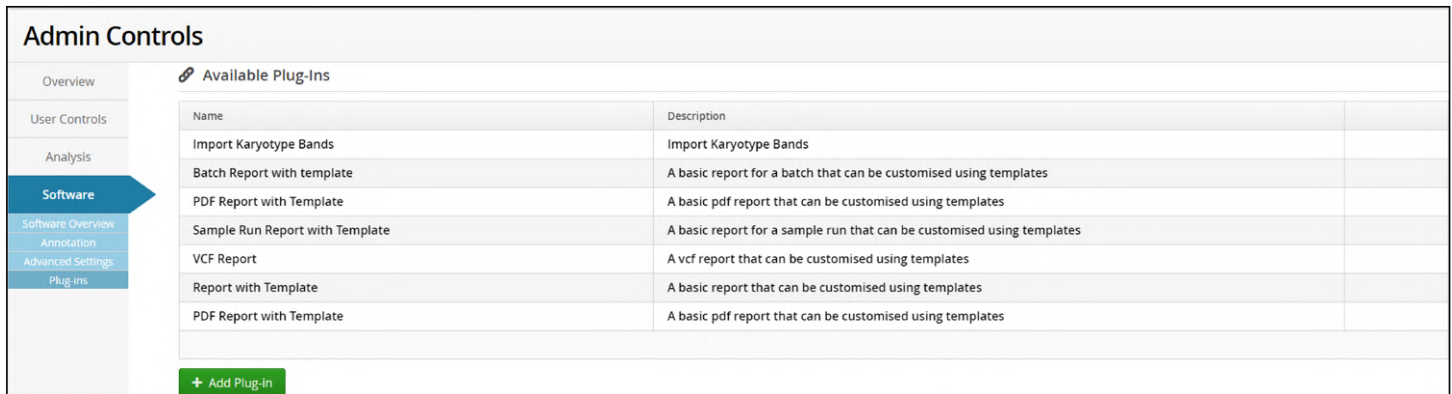 Admin Controls
Overview
User Controls
Analysis
Software
Software Overview
Annotation
Advanced Settings
Plug-ins
Available Plug-Ins
Name Description
Import Karyotype Bands Import Karyotype Bands
Batch Report with template A basic report for a batch that can be customised using templates
PDF Report with Template A basic pdf report that can be customised using templates
Sample Run Report with Template A basic report for a sample run that can be customised using templates
VCF Report A vcf report that can be customised using templates
Report with Template A basic report that can be customised using templates
PDF Report with Template A basic pdf report that can be customised using templates
+ Add Plug-in